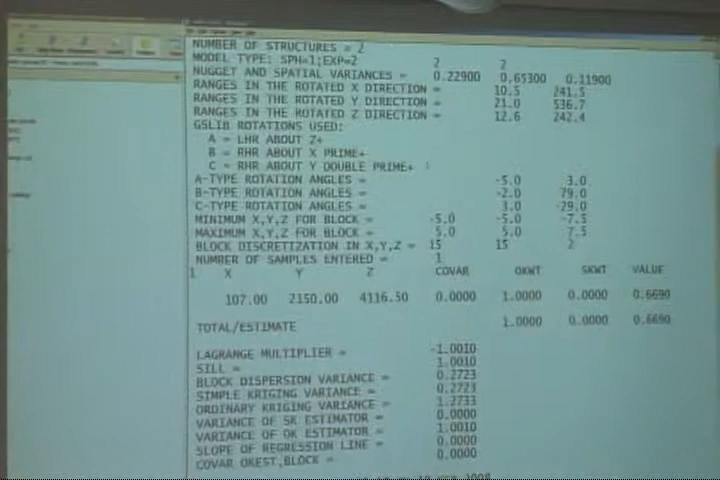 NUMBER OF STRUCTURES = 2
MODEL TYPE: SPH=1;EXP=2 2 2
NUGGET AND SPATIAL VARIANCES = 0.22900 0.65300 0.11900
RANGES IN THE ROTATED X DIRECTION = 10.5 241.5
RANGES IN THE ROTATED Y DIRECTION = 21.0 536.7
RANGES IN THE ROTATED Z DIRECTION = 12.6 242.4
GSLIB ROTATIONS USED:
A = LHR ABOUT Z+
B = RHR ABOUT X PRIME+
C = RHR ABOUT Y DOUBLE PRIME+
A-TYPE ROTATION ANGLES = -5.0 3.0
B-TYPE ROTATION ANGLES = -2.0 79.0
C-TYPE ROTATION ANGLES = 3.0 -29.0
MINIMUM X,Y,Z FOR BLOCK = -5.0 -5.0 -7.5
MAXIMUM X,Y,Z FOR BLOCK = 5.0 5.0 7.5
BLOCK DISCRETIZATION IN X,Y,Z = 15 15 2
NUMBER OF SAMPLES ENTERED = 1
1 X Y Z COVAR OKWT SKWT VALUE
107.00 2150.00 4116.50 0.0000 1.0000 0.0000 0.6690
TOTAL/ESTIMATE 1.0000 0.0000 0.6690
LAGRANGE MULTIPLIER = -1.0010
SILL = 1.0010
BLOCK DISPERSION VARIANCE = 0.2723
SIMPLE KRIGING VARIANCE = 0.2723
ORDINARY KRIGING VARIANCE = 1.2733
VARIANCE OF SK ESTIMATOR = 0.0000
VARIANCE OF OK ESTIMATOR = 1.0010
SLOPE OF REGRESSION LINE = 0.0000
COVAR OKEST,BLOCK = 0.0000